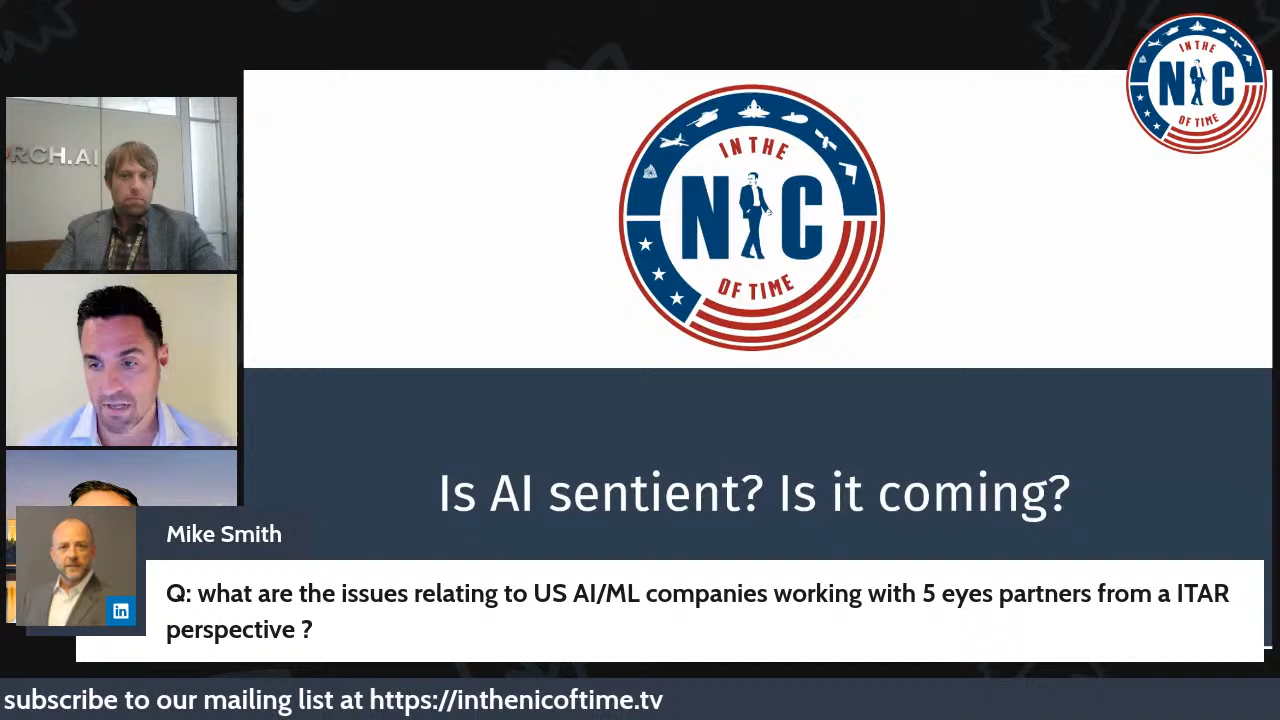 IN THE
NIC
OF TIME
RCH.AI
IN THE
NIC
OF TIME
Is AI sentient? Is it coming?
Mike Smith
Q: what are the issues relating to US AI/ML companies working with 5 eyes partners from a ITAR
perspective ?
in
subscribe to our mailing list at https://inthenicoftime.tv